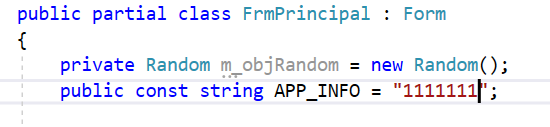 public partial class FrmPrincipal : Form
{
private Random m_objRandom = new Random();
public const string APP_INFO = "1111111";